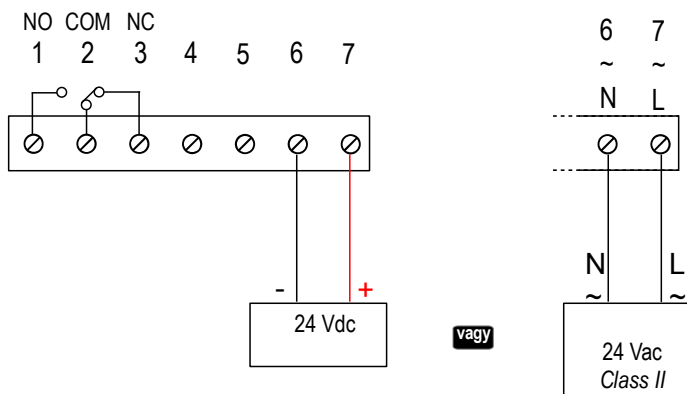 NO COM NC
1 2 3 4 5 6 7
- +
24 Vdc
vagy
6 7
~ ~
N L
N L
~ ~
24 Vac
Class II